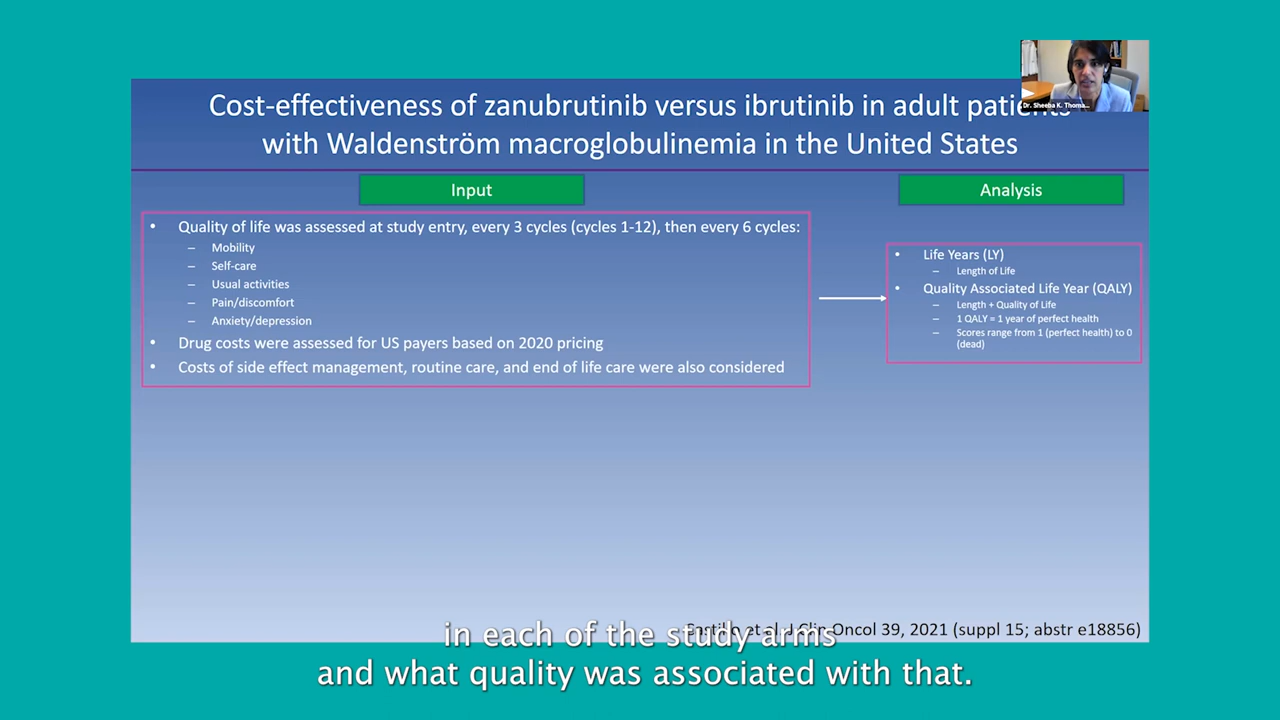 Cost-effectiveness of zanubrutinib versus ibrutinib in adult patients
with Waldenström macroglobulinemia in the United States
Dr. Sheeba K. Thoma...
Input
Analysis
• Quality of life was assessed at study entry, every 3 cycles (cycles 1-12), then every 6 cycles:
– Mobility
– Self-care
– Usual activities
– Pain/discomfort
– Anxiety/depression
• Drug costs were assessed for US payers based on 2020 pricing
• Costs of side effect management, routine care, and end of life care were also considered
• Life Years (LY)
– Length of Life
• Quality Associated Life Year (QALY)
– Length + Quality of Life
– 1 QALY = 1 year of perfect health
– Scores range from 1 (perfect health) to 0
(dead)
Castillo et al. J Clin Oncol 39, 2021 (suppl 15; abstr e18856)
in each of the study arms
and what quality was associated with that.